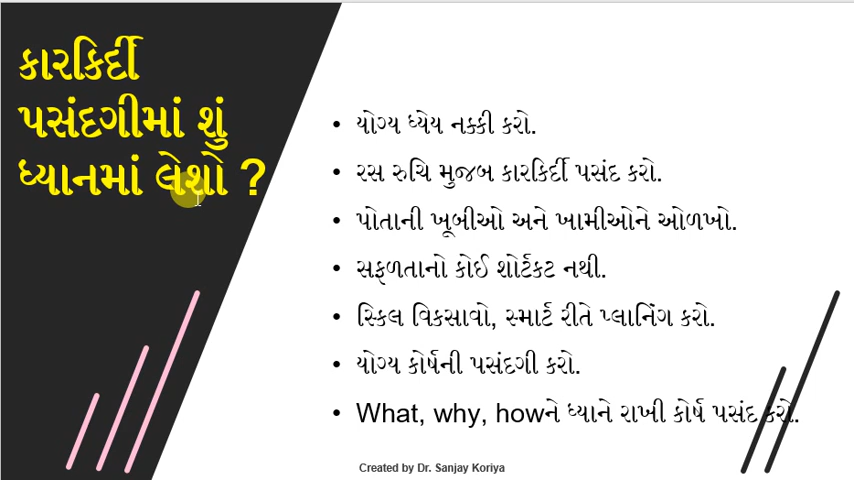 કારકિર્દી
પસંદગીમાં શું
ધ્યાનમાં લેશો ?
• યોગ્ય ધ્યેય નક્કી કરો.
• રસ રુચિ મુજબ કારકિર્દી પસંદ કરો.
• પોતાની ખૂબીઓ અને ખામીઓને ઓળખો.
• સફળતાનો કોઈ શોર્ટકટ નથી.
• સ્કિલ વિકસાવો, સ્માર્ટ રીતે પ્લાનિંગ કરો.
• યોગ્ય કોર્ષની પસંદગી કરો.
• What, why, howને ધ્યાને રાખી કોર્ષ પસંદ કરો.
Created by Dr. Sanjay Koriya